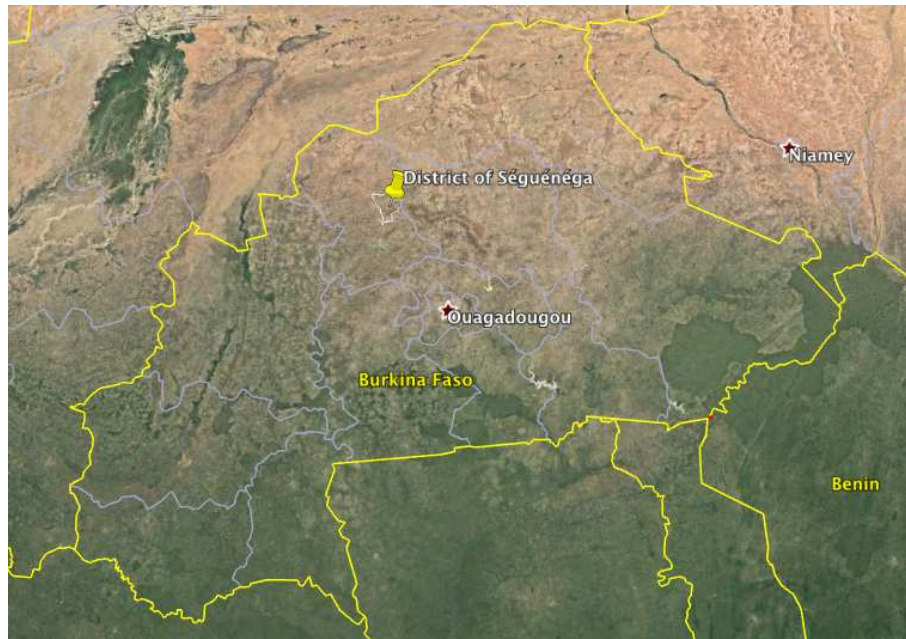 Niamey
District of Séguénéga
Ouagadougou
Burkina Faso
Benin